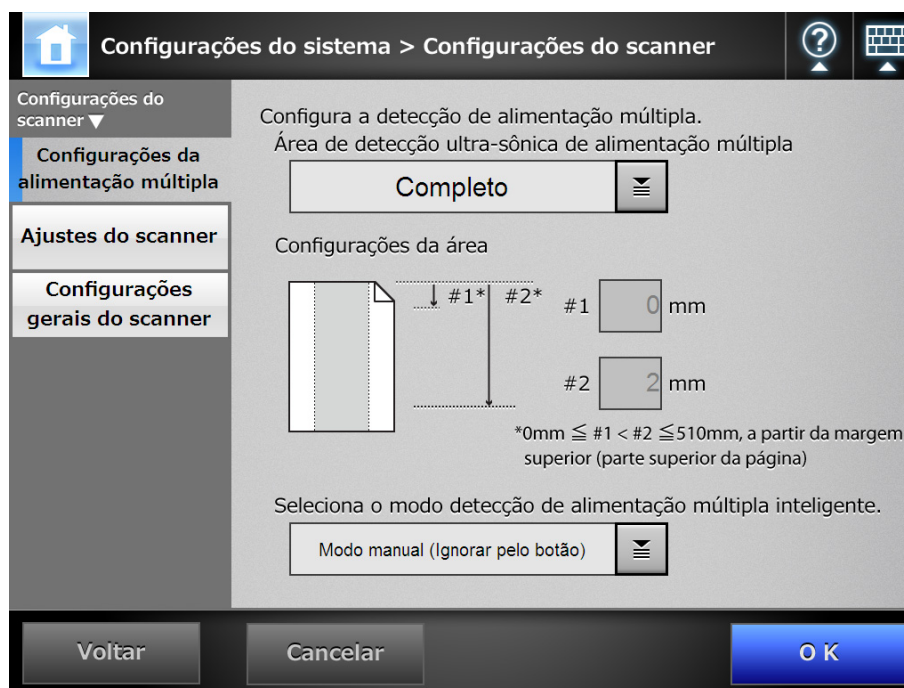 Configurações do sistema > Configurações do scanner
Configurações do
scanner ▼
Configurações da
alimentação múltipla
Ajustes do scanner
Configurações
gerais do scanner
Configura a detecção de alimentação múltipla.
Área de detecção ultra-sônica de alimentação múltipla
Completo
Configurações da área
#1* #2*
#1 0 mm
#2 2 mm
*0mm ≦ #1 < #2 ≦510mm, a partir da margem
superior (parte superior da página)
Seleciona o modo detecção de alimentação múltipla inteligente.
Modo manual (Ignorar pelo botão)
Voltar
Cancelar
OK